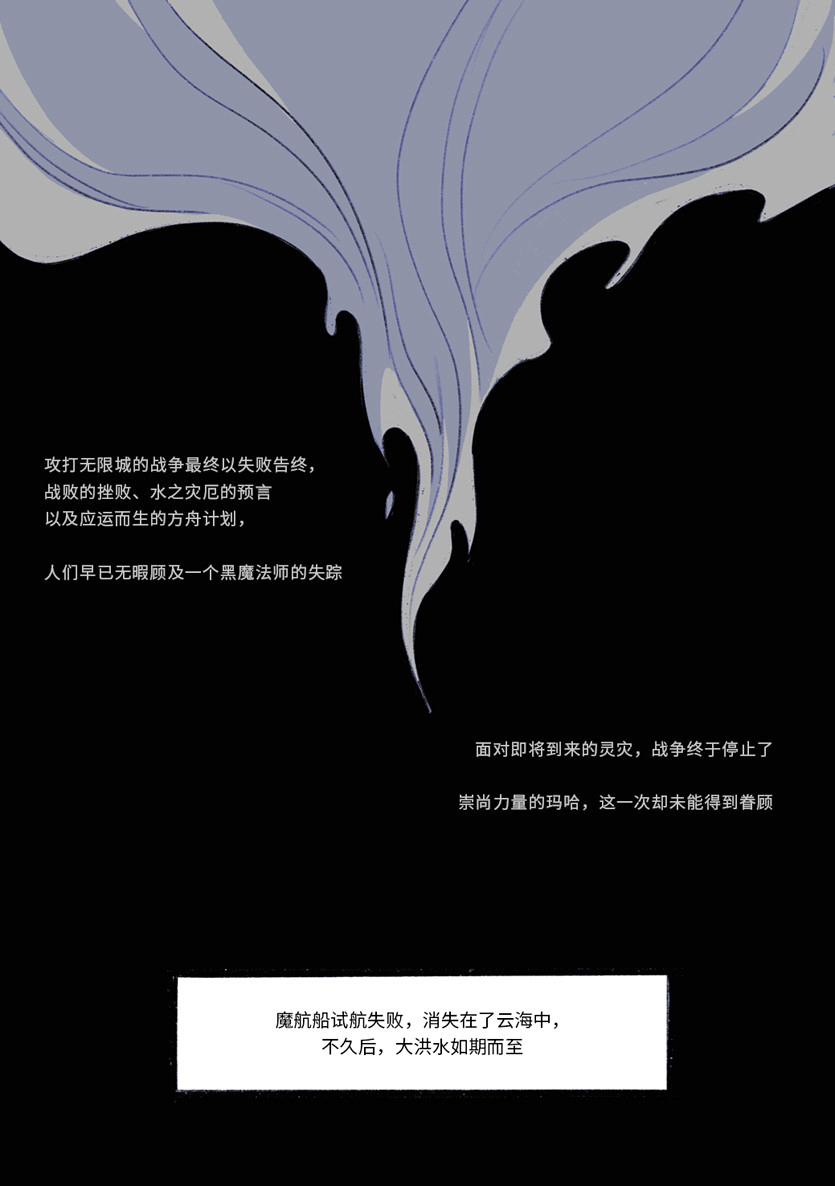 攻打无限城的战争最终以失败告终，
战败的挫败、水之灾厄的预言
以及应运而生的方舟计划，
人们早已无暇顾及一个黑魔法师的失踪
面对即将到来的灵灾，战争终于停止了
崇尚力量的玛哈，这一次却未能得到眷顾
魔航船试航失败，消失在了云海中，
不久后，大洪水如期而至